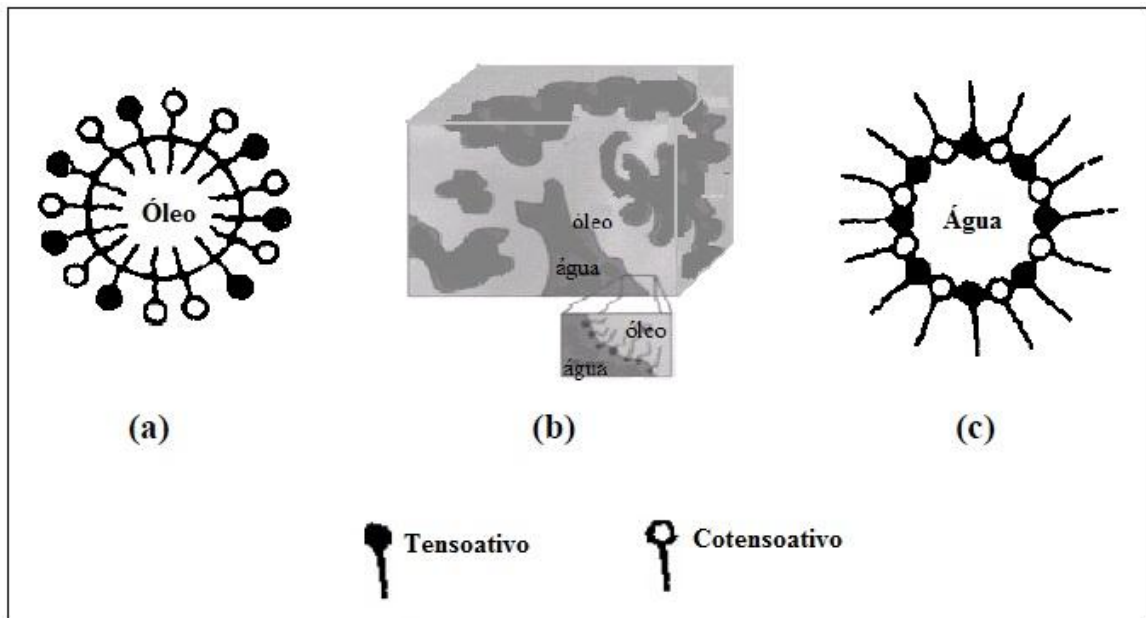 Óleo
óleo
água
óleo
água
Água
(a)
(b)
(c)
Tensoativo
Cotensoativo